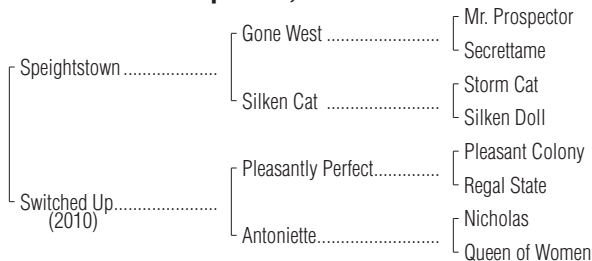 Mr. Prospector
Gone West
Secrettame
Speightstown
Storm Cat
Silken Cat
Silken Doll
Pleasant Colony
Pleasantly Perfect
Regal State
Switched Up
(2010)
Nicholas
Antoniette
Queen of Women